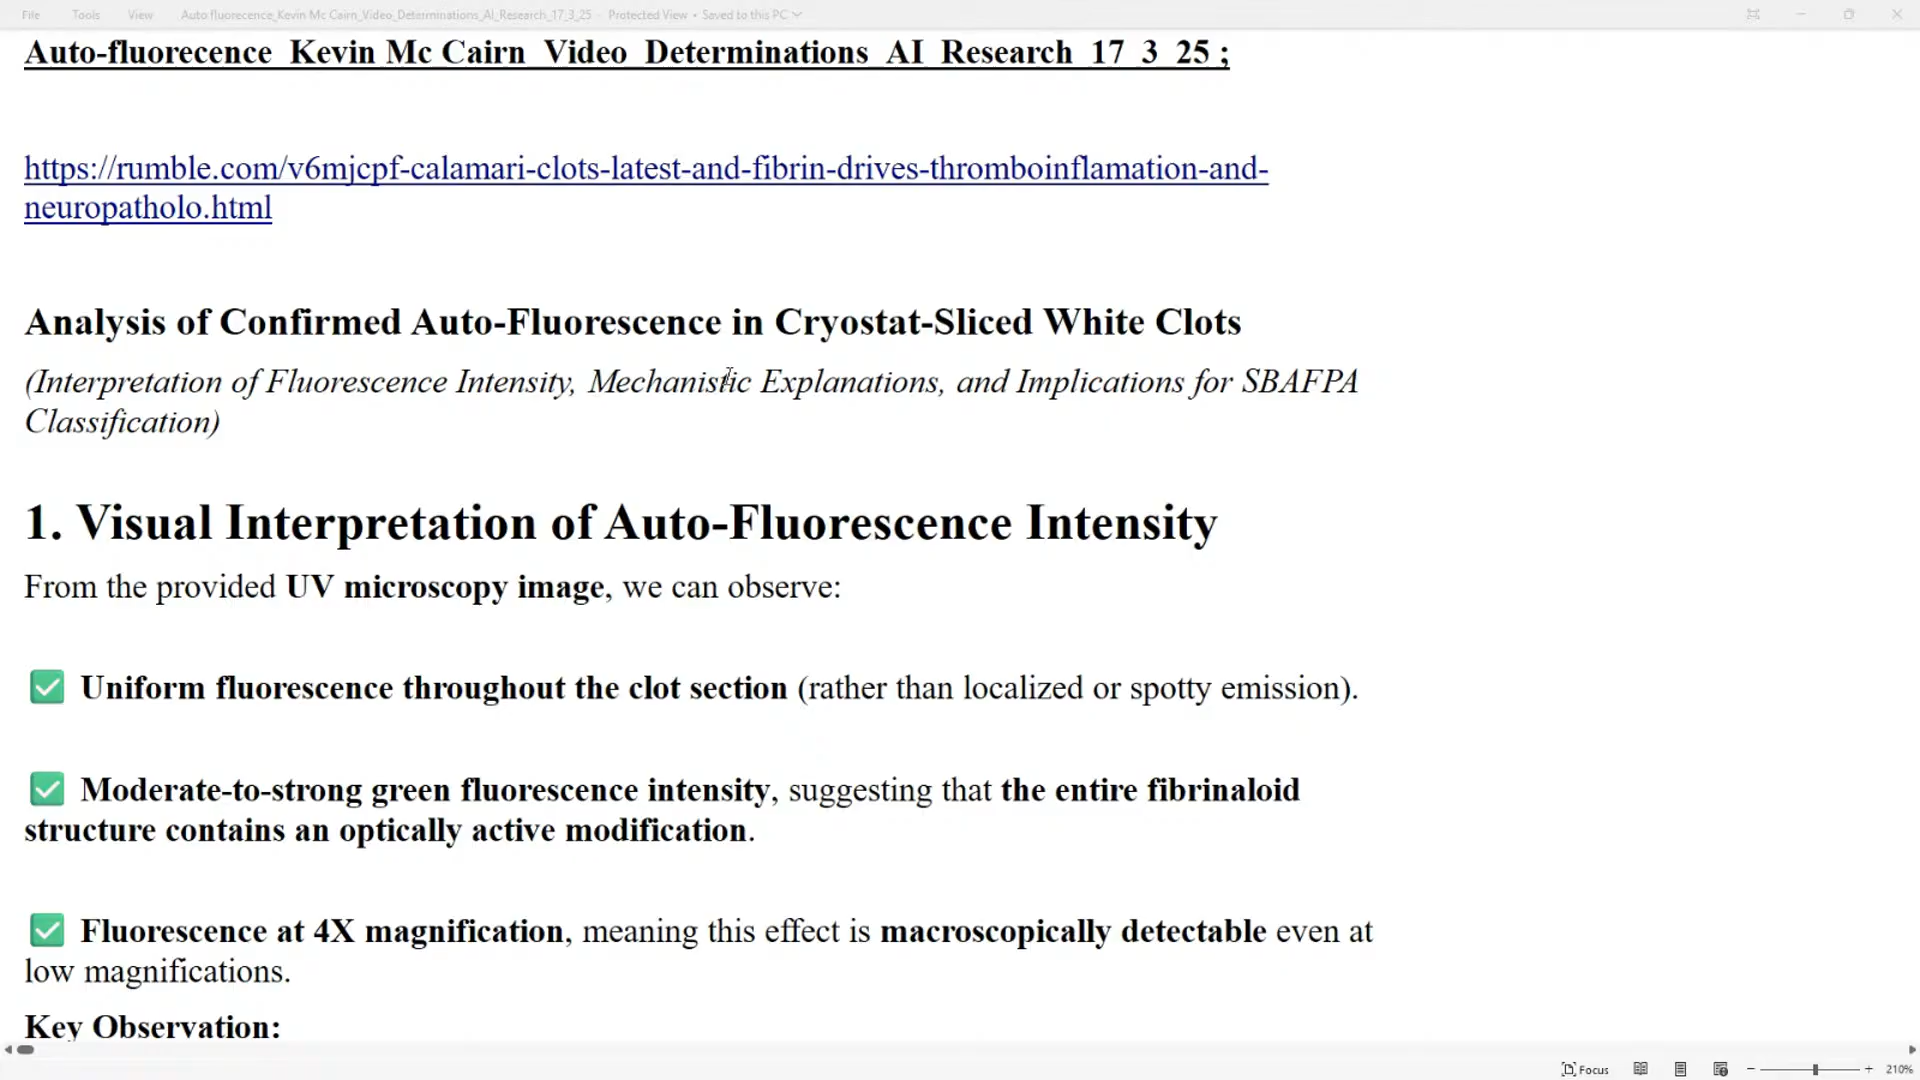 File Tools View Auto fluorecence_Kevin Mc Cairn_Video_Determinations_AI_Research_17_3_25 - Protected View • Saved to this PC
Auto-fluorecence Kevin Mc Cairn Video Determinations AI Research 17 3 25 ;
https://rumble.com/v6mjcpf-calamari-clots-latest-and-fibrin-drives-thromboinflamation-and-
neuropatholo.html
Analysis of Confirmed Auto-Fluorescence in Cryostat-Sliced White Clots
(Interpretation of Fluorescence Intensity, Mechanistic Explanations, and Implications for SBAFPA
Classification)
1. Visual Interpretation of Auto-Fluorescence Intensity
From the provided UV microscopy image, we can observe:
✅ Uniform fluorescence throughout the clot section (rather than localized or spotty emission).
✅ Moderate-to-strong green fluorescence intensity, suggesting that the entire fibrinaloid
structure contains an optically active modification.
✅ Fluorescence at 4X magnification, meaning this effect is macroscopically detectable even at
low magnifications.
Key Observation:
Focus 210%